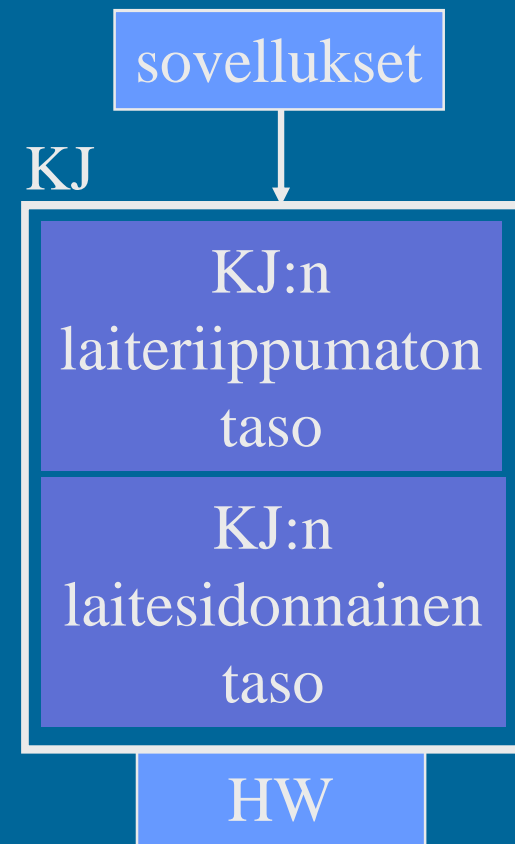 sovellukset
KJ
KJ:n
laiteriippumaton
taso
KJ:n
laitesidonnainen
taso
HW